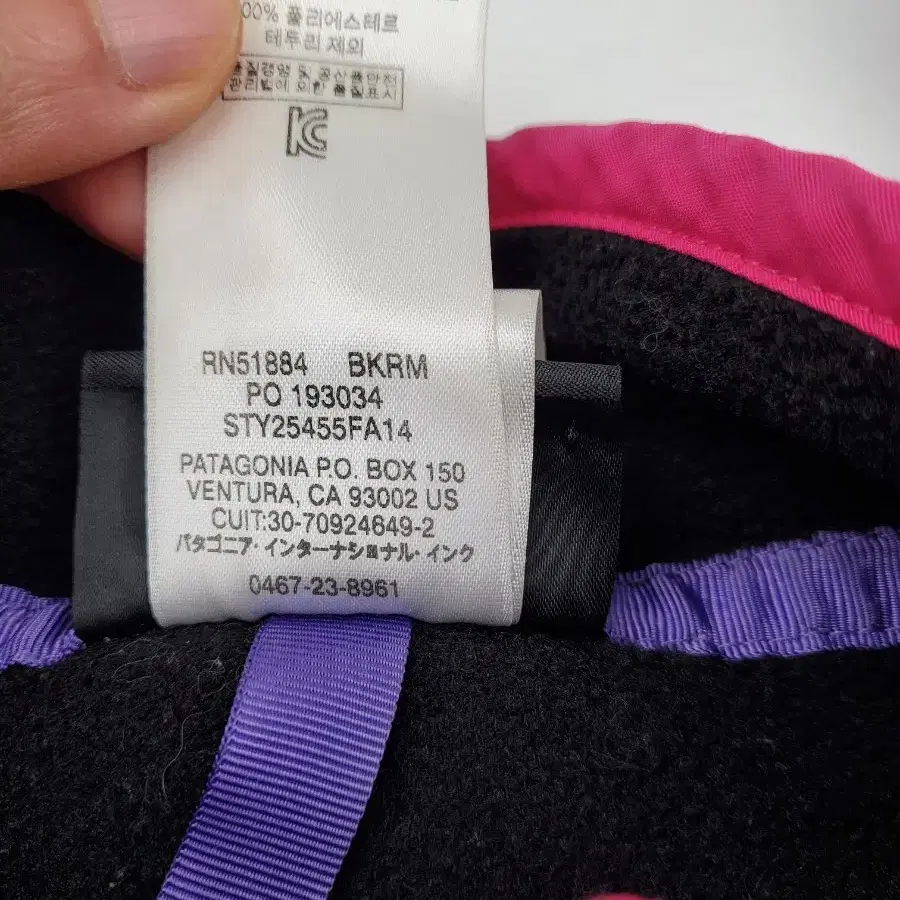 00% 폴리에스테르
테두리 제외
RN51884 BKRM
PO 193034
STY25455FA14
PATAGONIA P.O. BOX 150
VENTURA, CA 93002 US
CUIT:30-70924649-2
パタゴニア・インターナショナル・インク
0467-23-8961